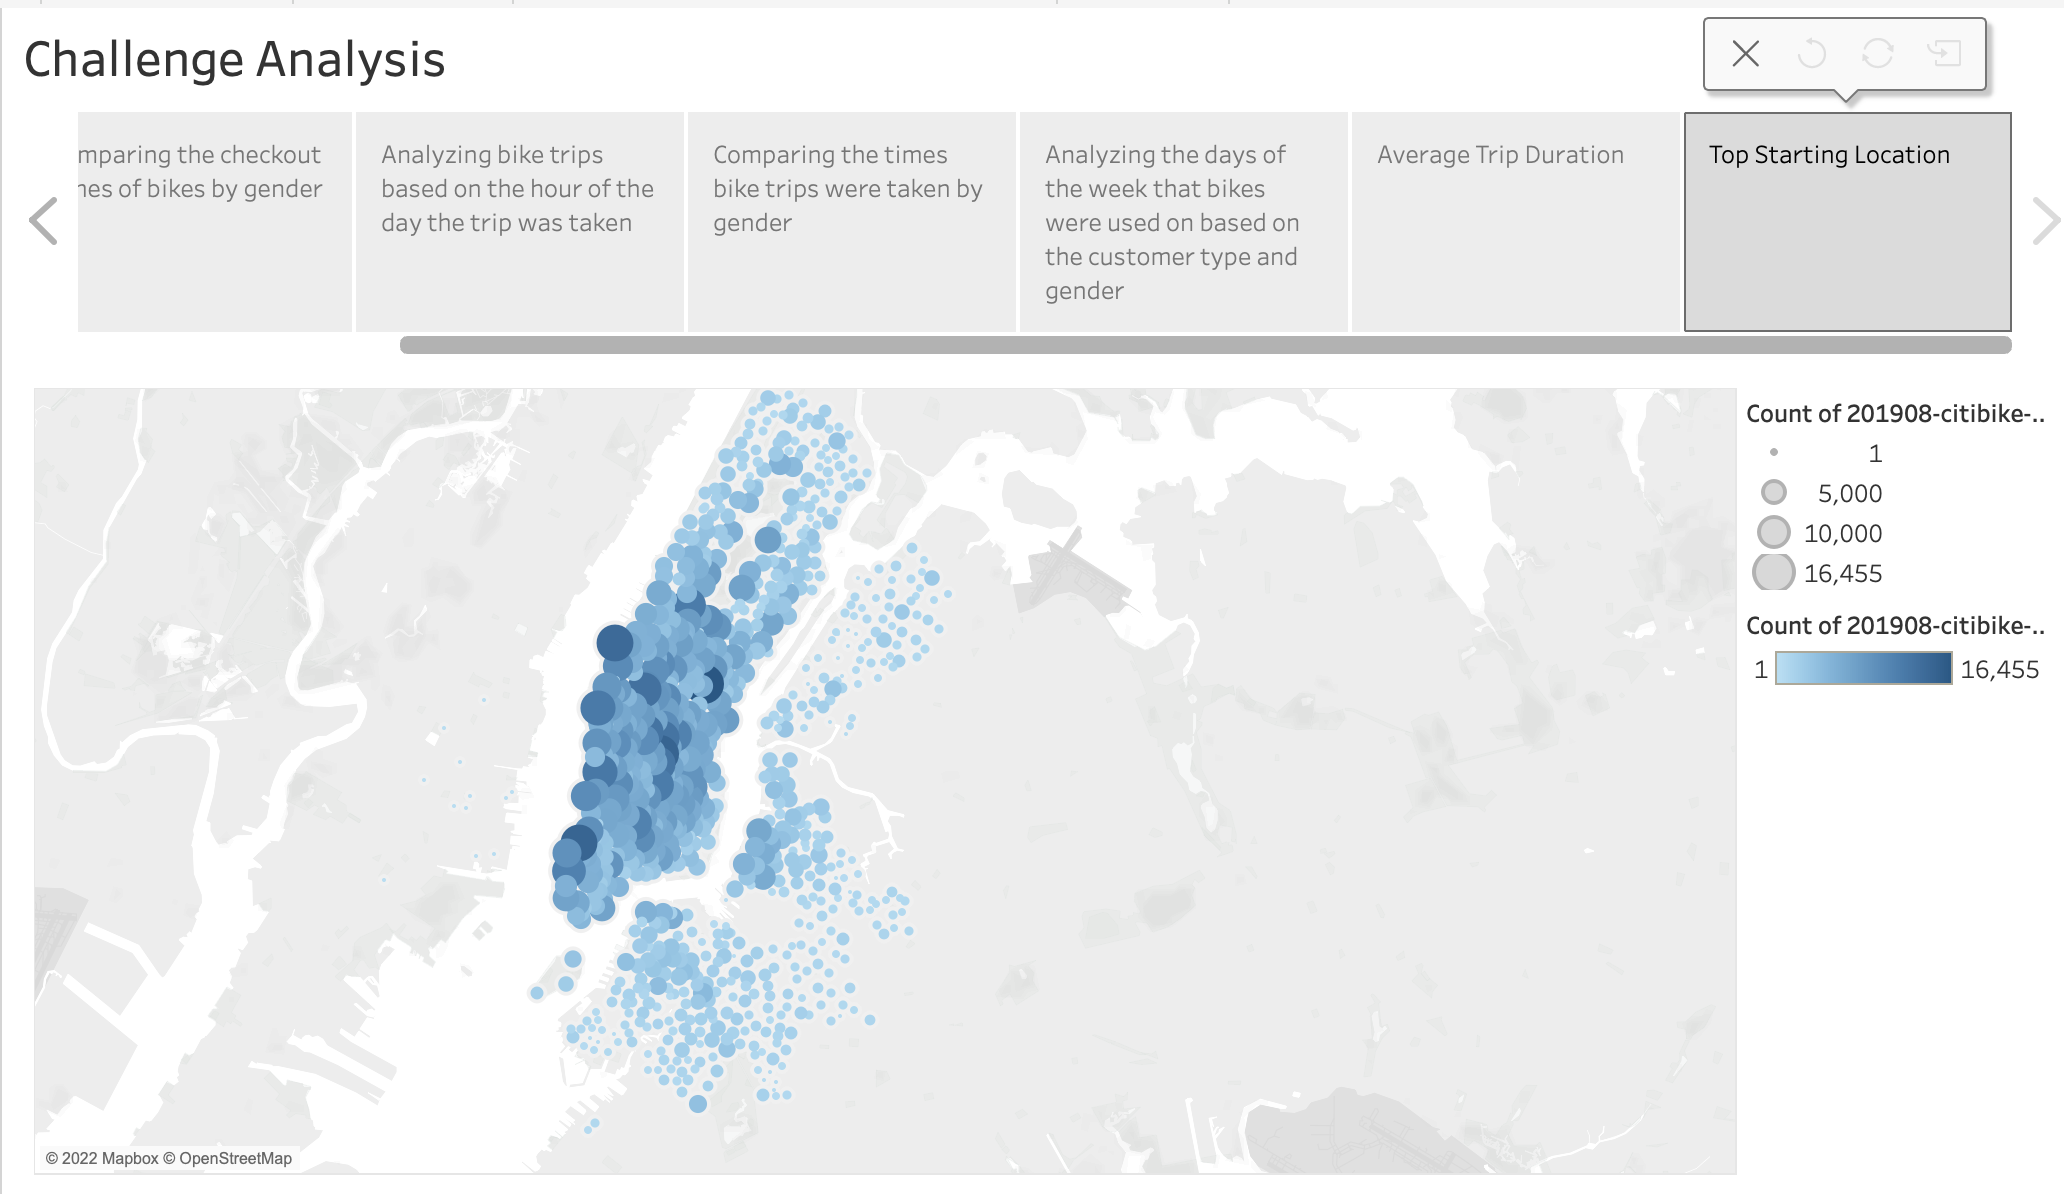 Challenge Analysis
mparing the checkout
nes of bikes by gender
Analyzing bike trips
based on the hour of the
day the trip was taken
Comparing the times
bike trips were taken by
gender
Analyzing the days of
the week that bikes
were used on based on
the customer type and
gender
Average Trip Duration
Top Starting Location
Count of 201908-citibike-..
1
5,000
10,000
16,455
Count of 201908-citibike-..
1 16,455
© 2022 Mapbox © OpenStreetMap